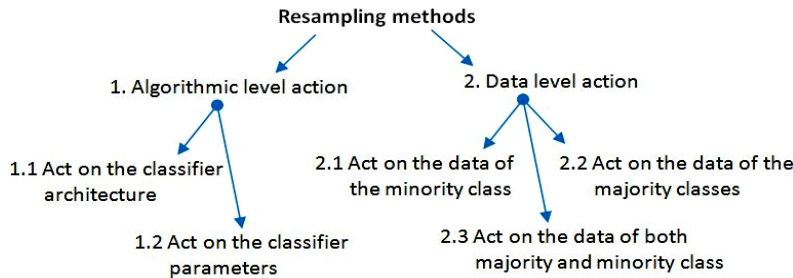 Resampling methods
1. Algorithmic level action
2. Data level action
1.1 Act on the classifier
architecture
2.1 Act on the data of
the minority class
2.2 Act on the data of the
majority classes
1.2 Act on the classifier
parameters
2.3 Act on the data of both
majority and minority class